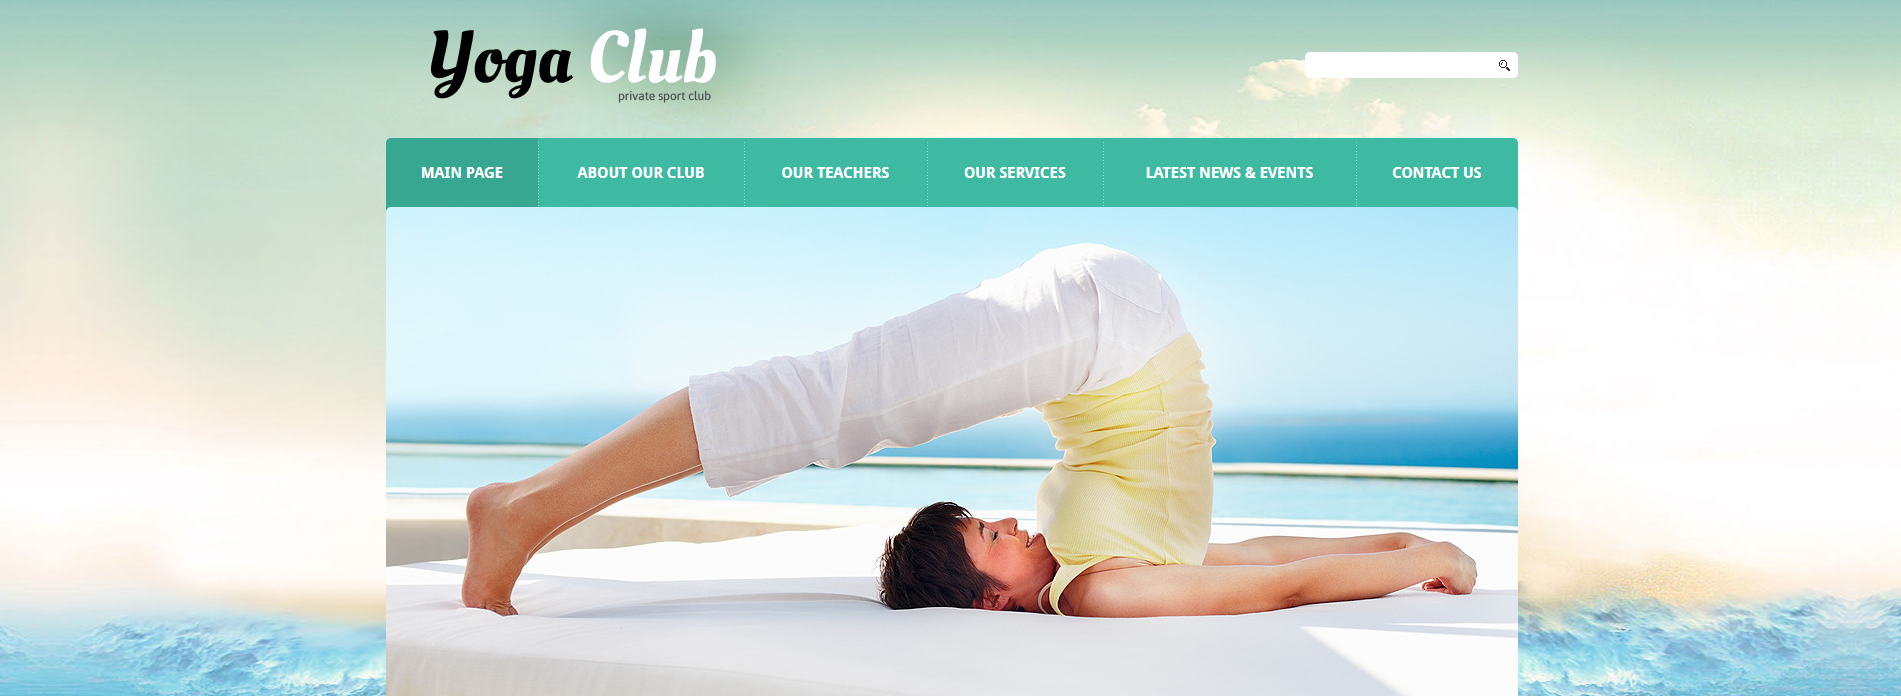 Yoga Club
private sport club
MAIN PAGE
ABOUT OUR CLUB
OUR TEACHERS
OUR SERVICES
LATEST NEWS & EVENTS
CONTACT US